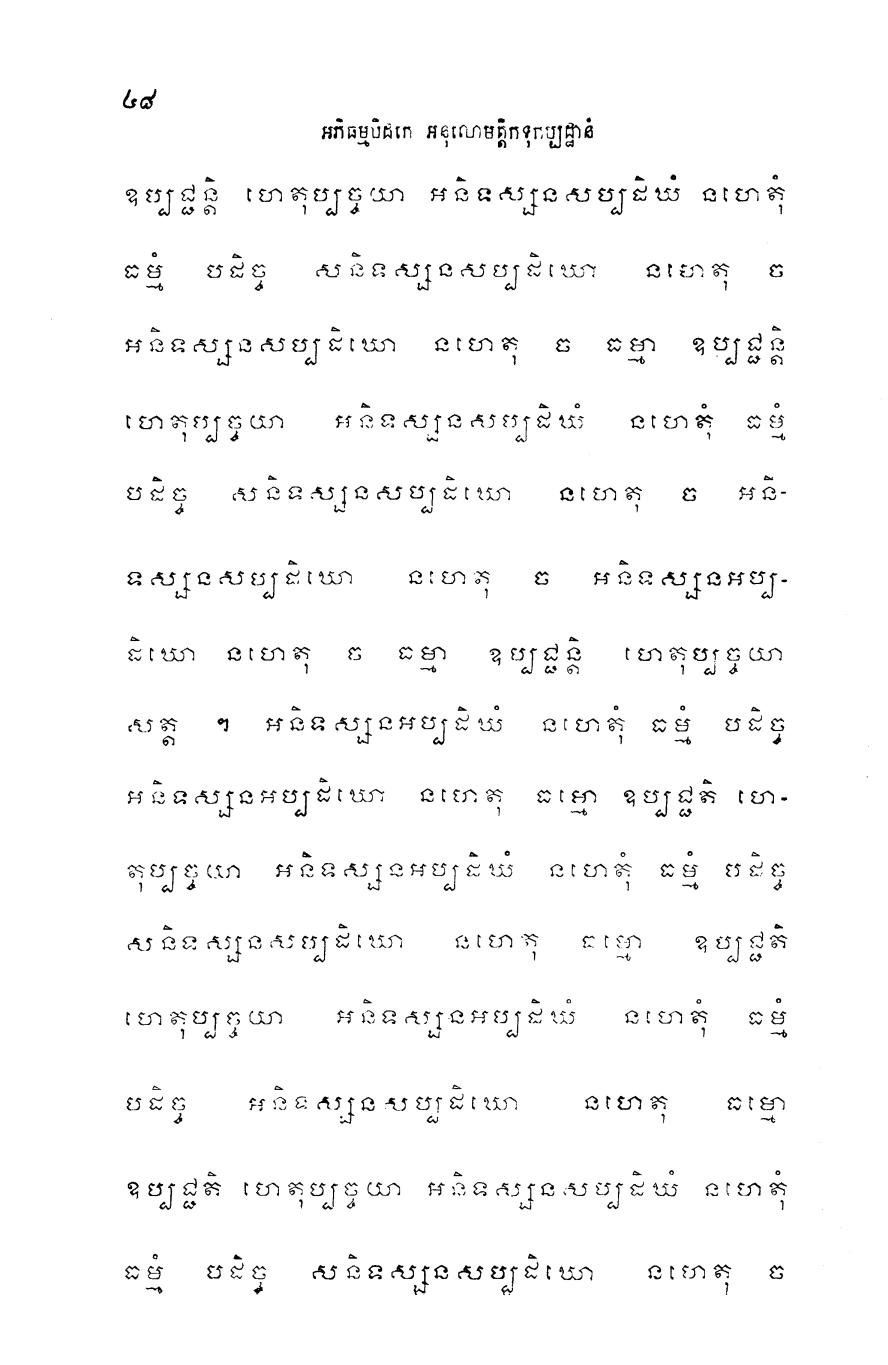 ៤៨
អភិធម្មបិដកេ អនុលោមត្តិកទុកប្បដ្ឋានំ
ឧប្បជ្ជន្តិ ហេតុប្បច្ចយា អនិទស្សនសប្បដិឃំ នហេតុំ
ធម្មំ បដិច្ច សនិទស្សនសប្បដិឃោ នហេតុ ច
អនិទស្សនសប្បដិឃោ នហេតុ ច ធម្មា ឧប្បជ្ជន្តិ
ហេតុប្បច្ចយា អនិទស្សនសប្បដិឃំ នហេតុំ ធម្មំ
បដិច្ច សនិទស្សនសប្បដិឃោ នហេតុ ច អនិ-
ទស្សនសប្បដិឃោ នហេតុ ច អនិទស្សនអប្ប-
ដិឃោ នហេតុ ច ធម្មា ឧប្បជ្ជន្តិ ហេតុប្បច្ចយា
សត្ត ។ អនិទស្សនអប្បដិឃំ នហេតុំ ធម្មំ បដិច្ច
អនិទស្សនអប្បដិឃោ នហេតុ ធម្មោ ឧប្បជ្ជតិ ហេ-
តុប្បច្ចយា អនិទស្សនអប្បដិឃំ នហេតុំ ធម្មំ បដិច្ច
សនិទស្សនសប្បដិឃោ នហេតុ ធម្មោ ឧប្បជ្ជតិ
ហេតុប្បច្ចយា អនិទស្សនអប្បដិឃំ នហេតុំ ធម្មំ
បដិច្ច អនិទស្សនសប្បដិឃោ នហេតុ ធម្មោ
ឧប្បជ្ជតិ ហេតុប្បច្ចយា អនិទស្សនសប្បដិឃំ នហេតុំ
ធម្មំ បដិច្ច សនិទស្សនសប្បដិឃោ នហេតុ ច